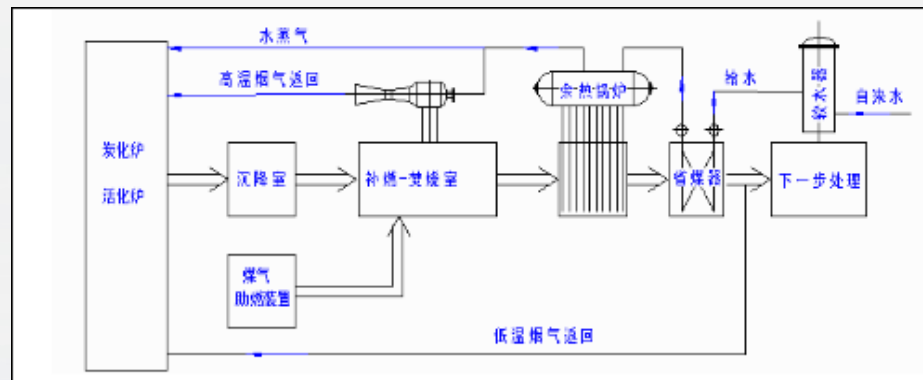 水蒸气
高温烟气返回
余热锅炉
给水
软水器
自来水
炭化炉
活化炉
沉降室
补燃-焚烧室
省煤器
下一步处理
煤气
助燃装置
低温烟气返回